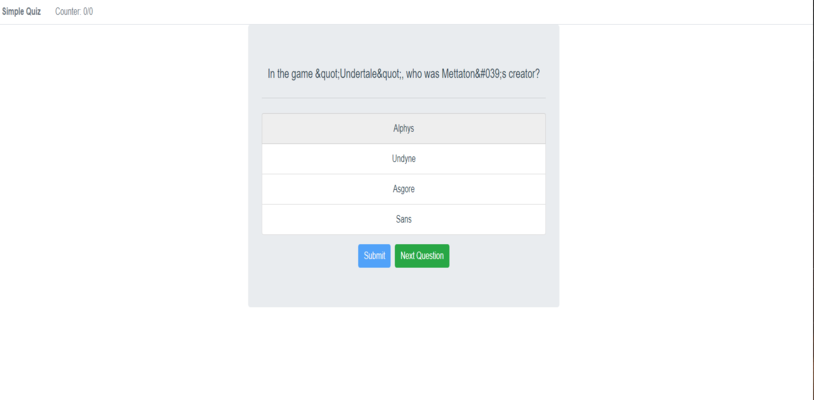 Simple Quiz Counter: 0/0
In the game &quot;Undertale&quot;, who was Mettaton&#039;s creator?
Alphys
Undyne
Asgore
Sans
Submit Next Question